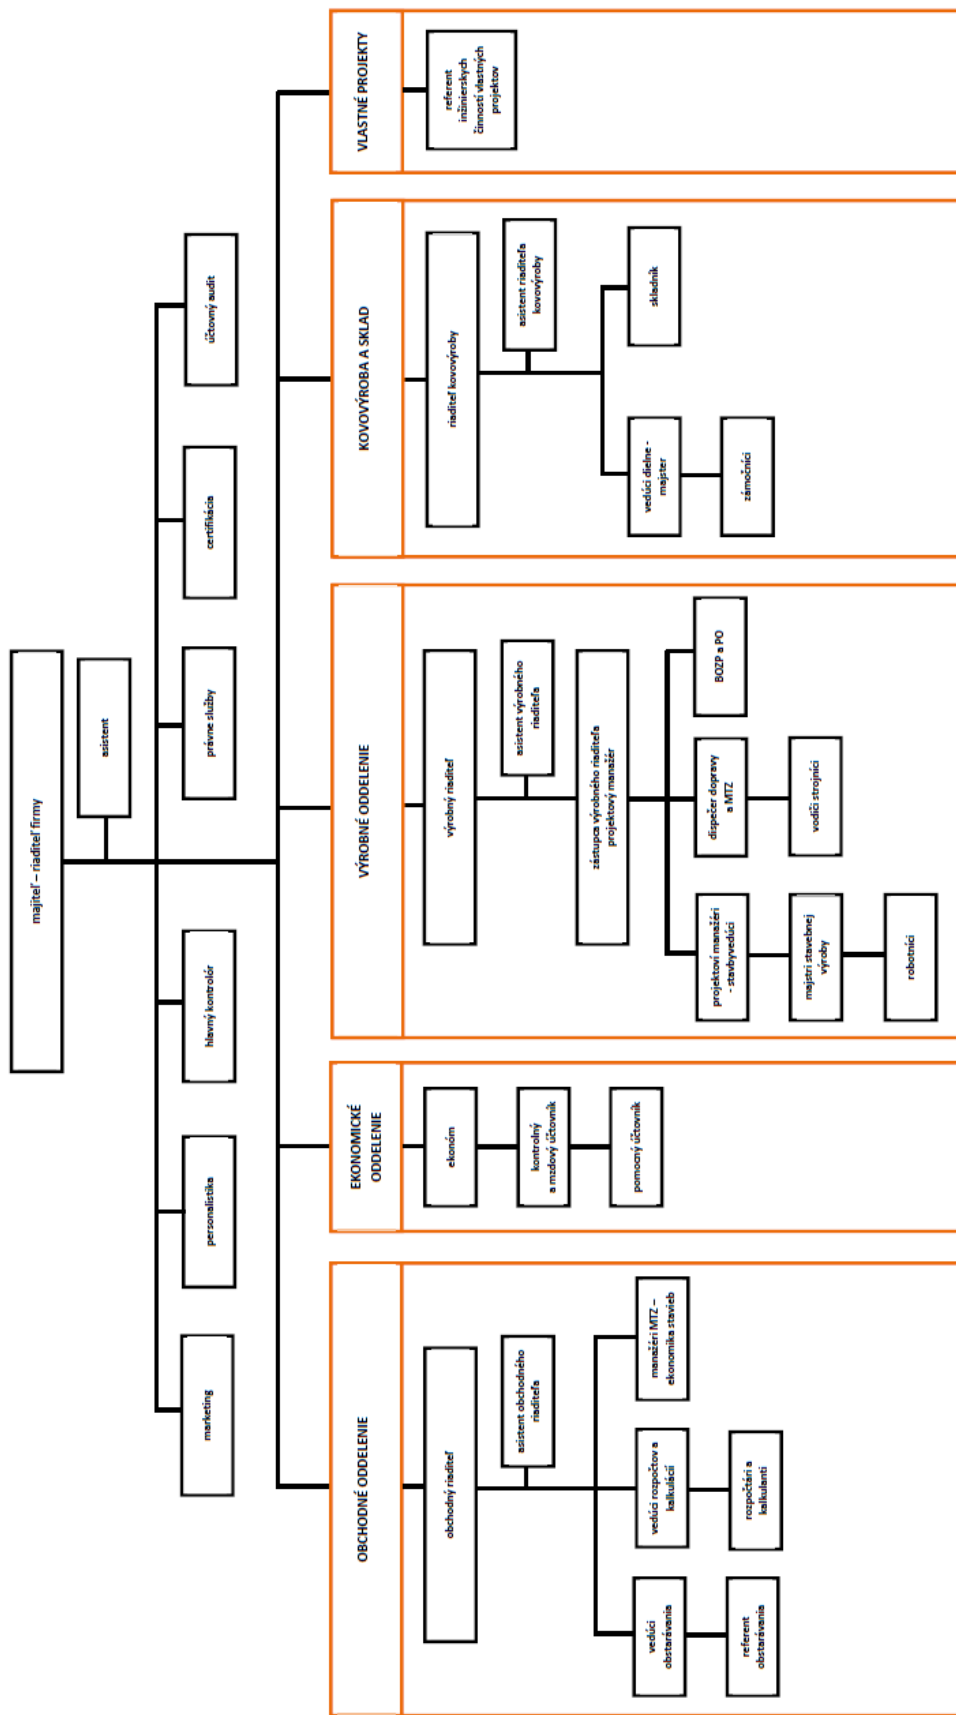 majiteľ – riaditeľ firmy
asistent
marketing
personalistika
hlavný kontrolór
právne služby
certifikácia
účtovný audit
OBCHODNÉ ODDELENIE
obchodný riaditeľ
asistent obchodného
riaditeľa
vedúci
obstarávania
vedúci rozpočtov a
kalkulácií
manažéri MTZ –
ekonomika stavieb
referent
obstarávania
rozpočtári a
kalkulanti
EKONOMICKÉ
ODDELENIE
ekonóm
kontrolný
a mzdový účtovník
pomocný účtovník
VÝROBNÉ ODDELENIE
výrobný riaditeľ
asistent výrobného
riaditeľa
zástupca výrobného riaditeľa
projektový manažér
projektoví manažéri
- stavbyvedúci
dispečer dopravy
a MTZ
BOZP a PO
majstri stavebnej
výroby
vodiči strojníci
robotníci
KOVOVÝROBA A SKLAD
riaditeľ kovovýroby
asistent riaditeľa
kovovýroby
vedúci dielne -
majster
skladník
zámočníci
VLASTNÉ PROJEKTY
referent
inžinierskych
činností vlastných
projektov